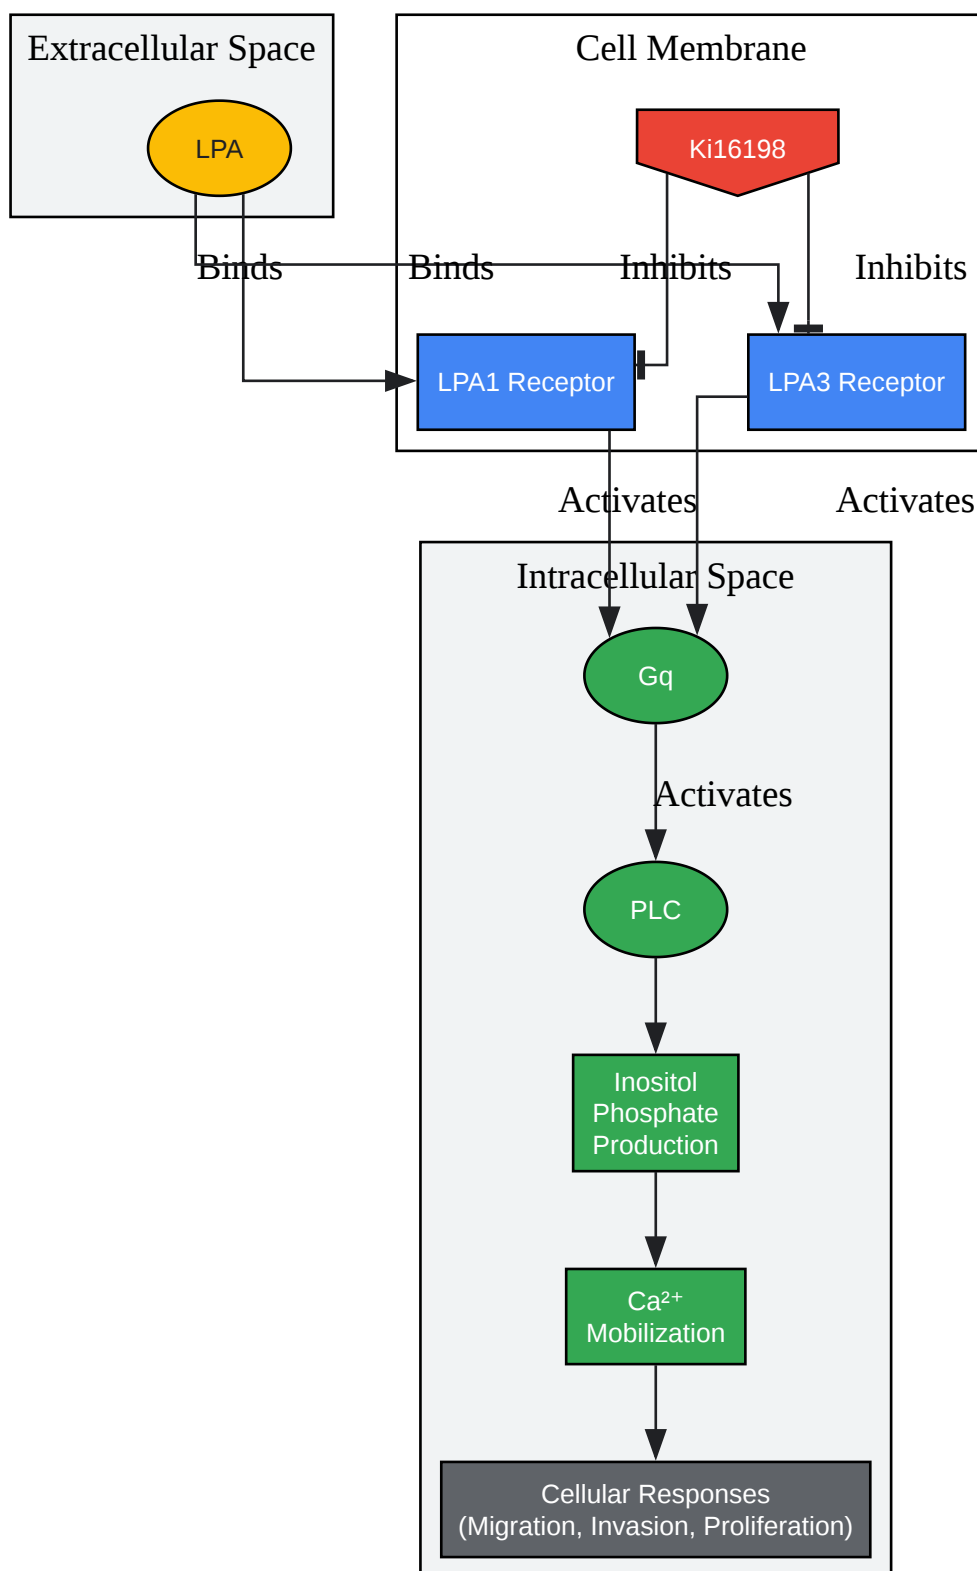 Extracellular Space
Cell Membrane
LPA
Ki16198
Binds
Binds
Inhibits
Inhibits
LPA1 Receptor
LPA3 Receptor
Activates
Activates
Intracellular Space
Gq
Activates
PLC
Inositol
Phosphate
Production
Ca²⁺
Mobilization
Cellular Responses
(Migration, Invasion, Proliferation)